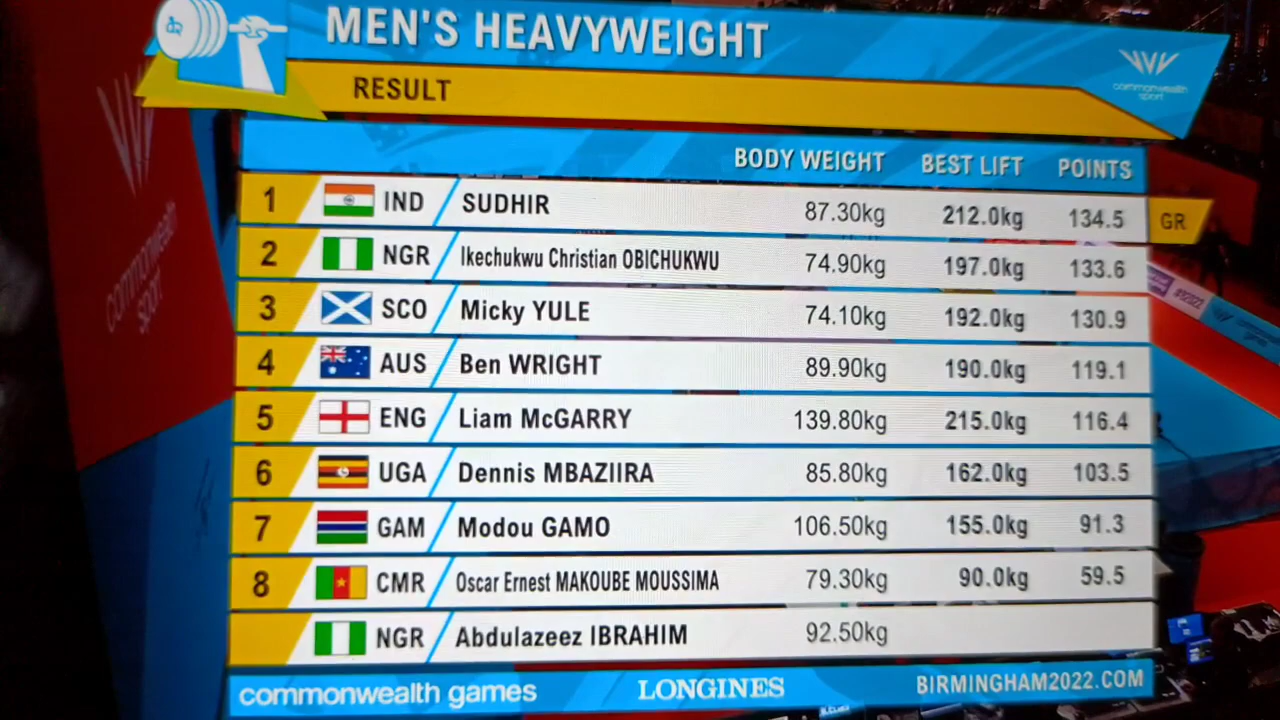 MEN'S HEAVYWEIGHT
commonwealth sport
RESULT
BODY WEIGHT BEST LIFT POINTS
1 IND SUDHIR 87.30kg 212.0kg 134.5 GR
2 NGR Ikechukwu Christian OBICHUKWU 74.90kg 197.0kg 133.6
3 SCO Micky YULE 74.10kg 192.0kg 130.9
4 AUS Ben WRIGHT 89.90kg 190.0kg 119.1
5 ENG Liam McGARRY 139.80kg 215.0kg 116.4
6 UGA Dennis MBAZIIRA 85.80kg 162.0kg 103.5
7 GAM Modou GAMO 106.50kg 155.0kg 91.3
8 CMR Oscar Ernest MAKOUBE MOUSSIMA 79.30kg 90.0kg 59.5
NGR Abdulazeez IBRAHIM 92.50kg
commonwealth games LONGINES BIRMINGHAM2022.COM
commonwealth
sport